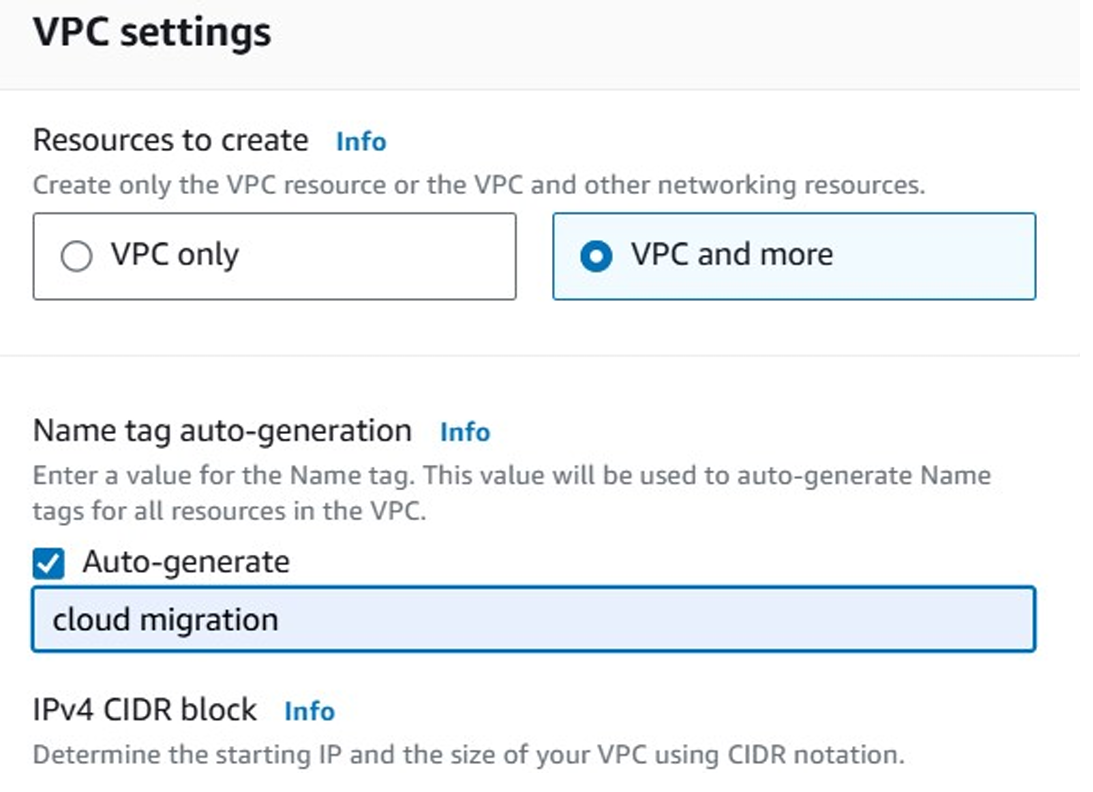 VPC settings
Resources to create Info
Create only the VPC resource or the VPC and other networking resources.
VPC only
VPC and more
Name tag auto-generation Info
Enter a value for the Name tag. This value will be used to auto-generate Name
tags for all resources in the VPC.
Auto-generate
cloud migration
IPv4 CIDR block Info
Determine the starting IP and the size of your VPC using CIDR notation.